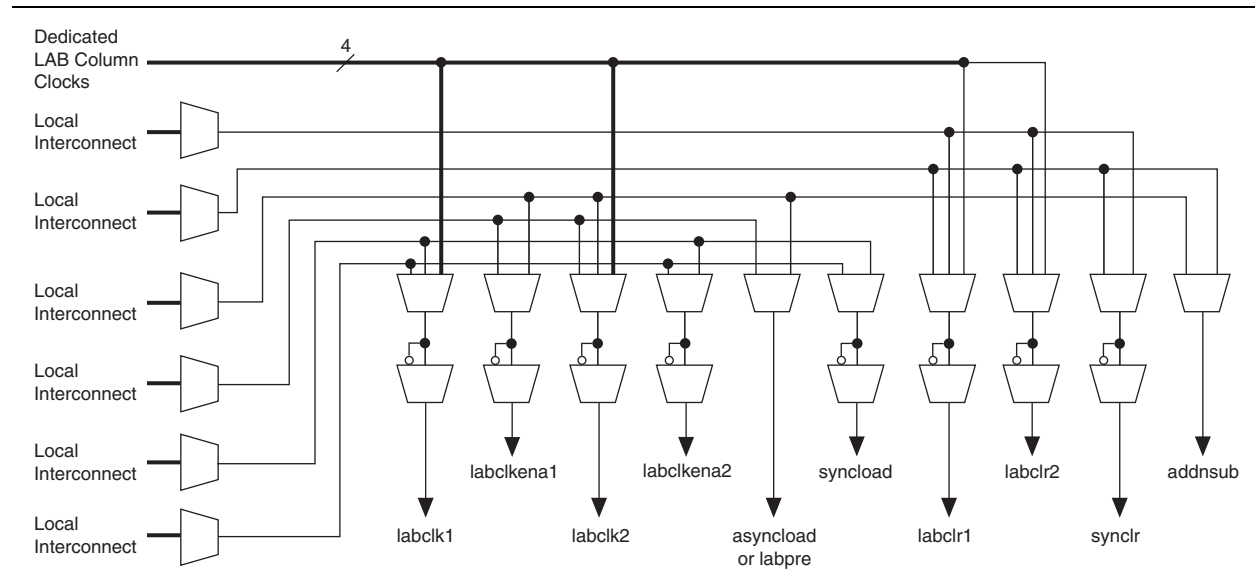 Dedicated
LAB Column
Clocks
4
Local
Interconnect
Local
Interconnect
Local
Interconnect
Local
Interconnect
Local
Interconnect
Local
Interconnect
labclkena1
labclkena2
syncload
labclr2
addnsub
labclk1
labclk2
asyncload
or labpre
labclr1
synclr